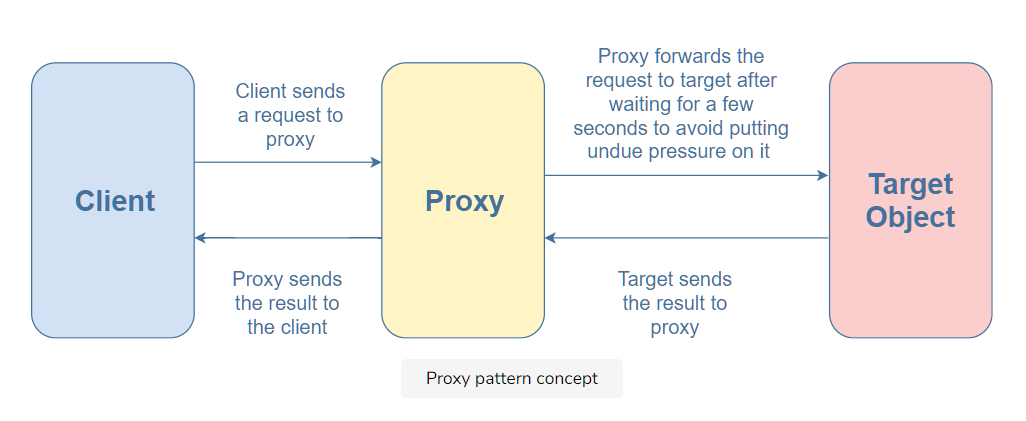 Client
Client sends
a request to
proxy
Proxy sends
the result to
the client
Proxy
Proxy forwards the
request to target after
waiting for a few
seconds to avoid putting
undue pressure on it
Target sends
the result to
proxy
Target
Object
Proxy pattern concept